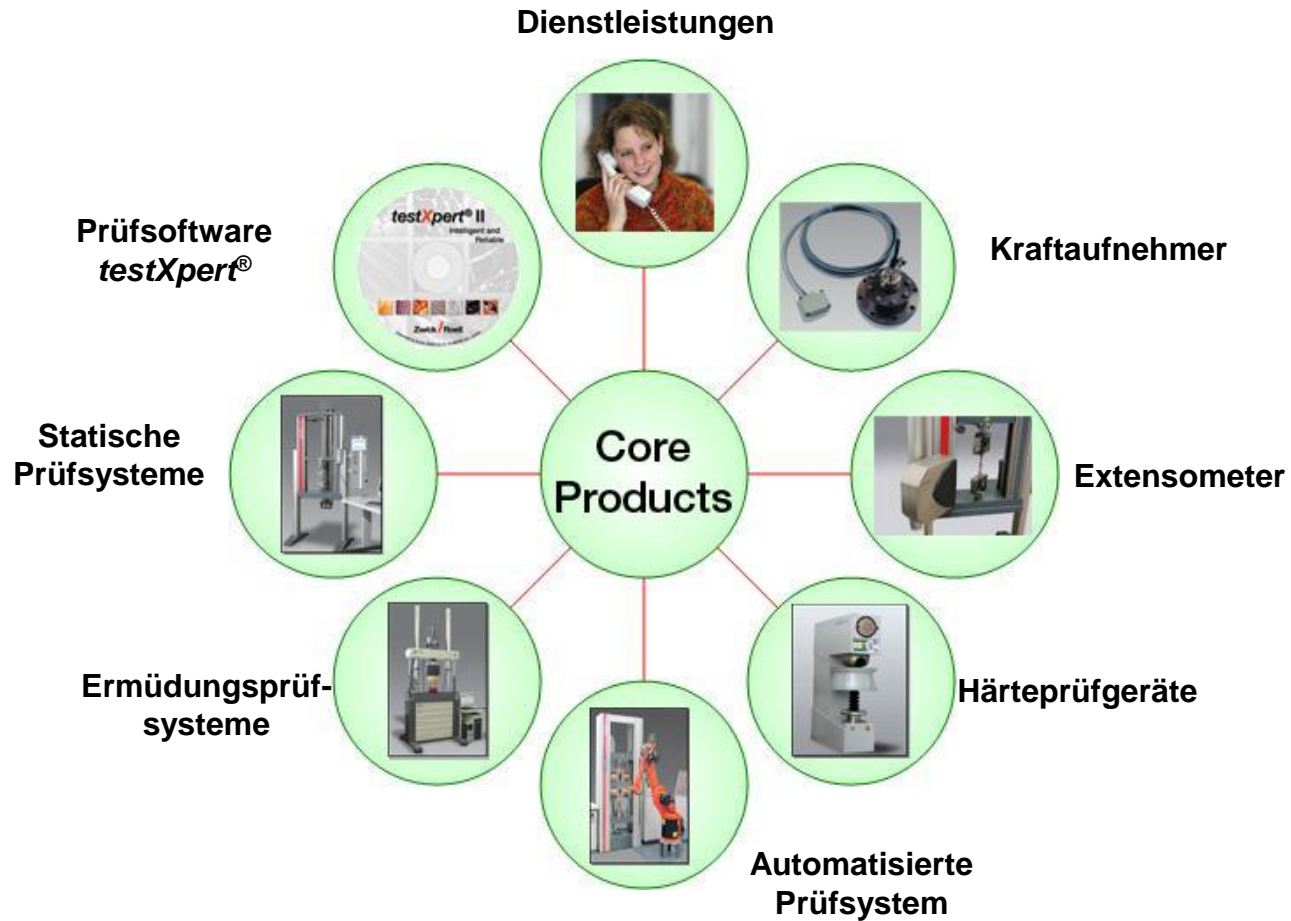 Dienstleistungen
Prüfsoftware
testXpert®
testXpert® II
Intelligent and
Reliable
Zwick / Roell
Kraftaufnehmer
Statische
Prüfsysteme
Core
Products
Extensometer
Ermüdungsprüf-
systeme
Härteprüfgeräte
Automatisierte
Prüfsystem